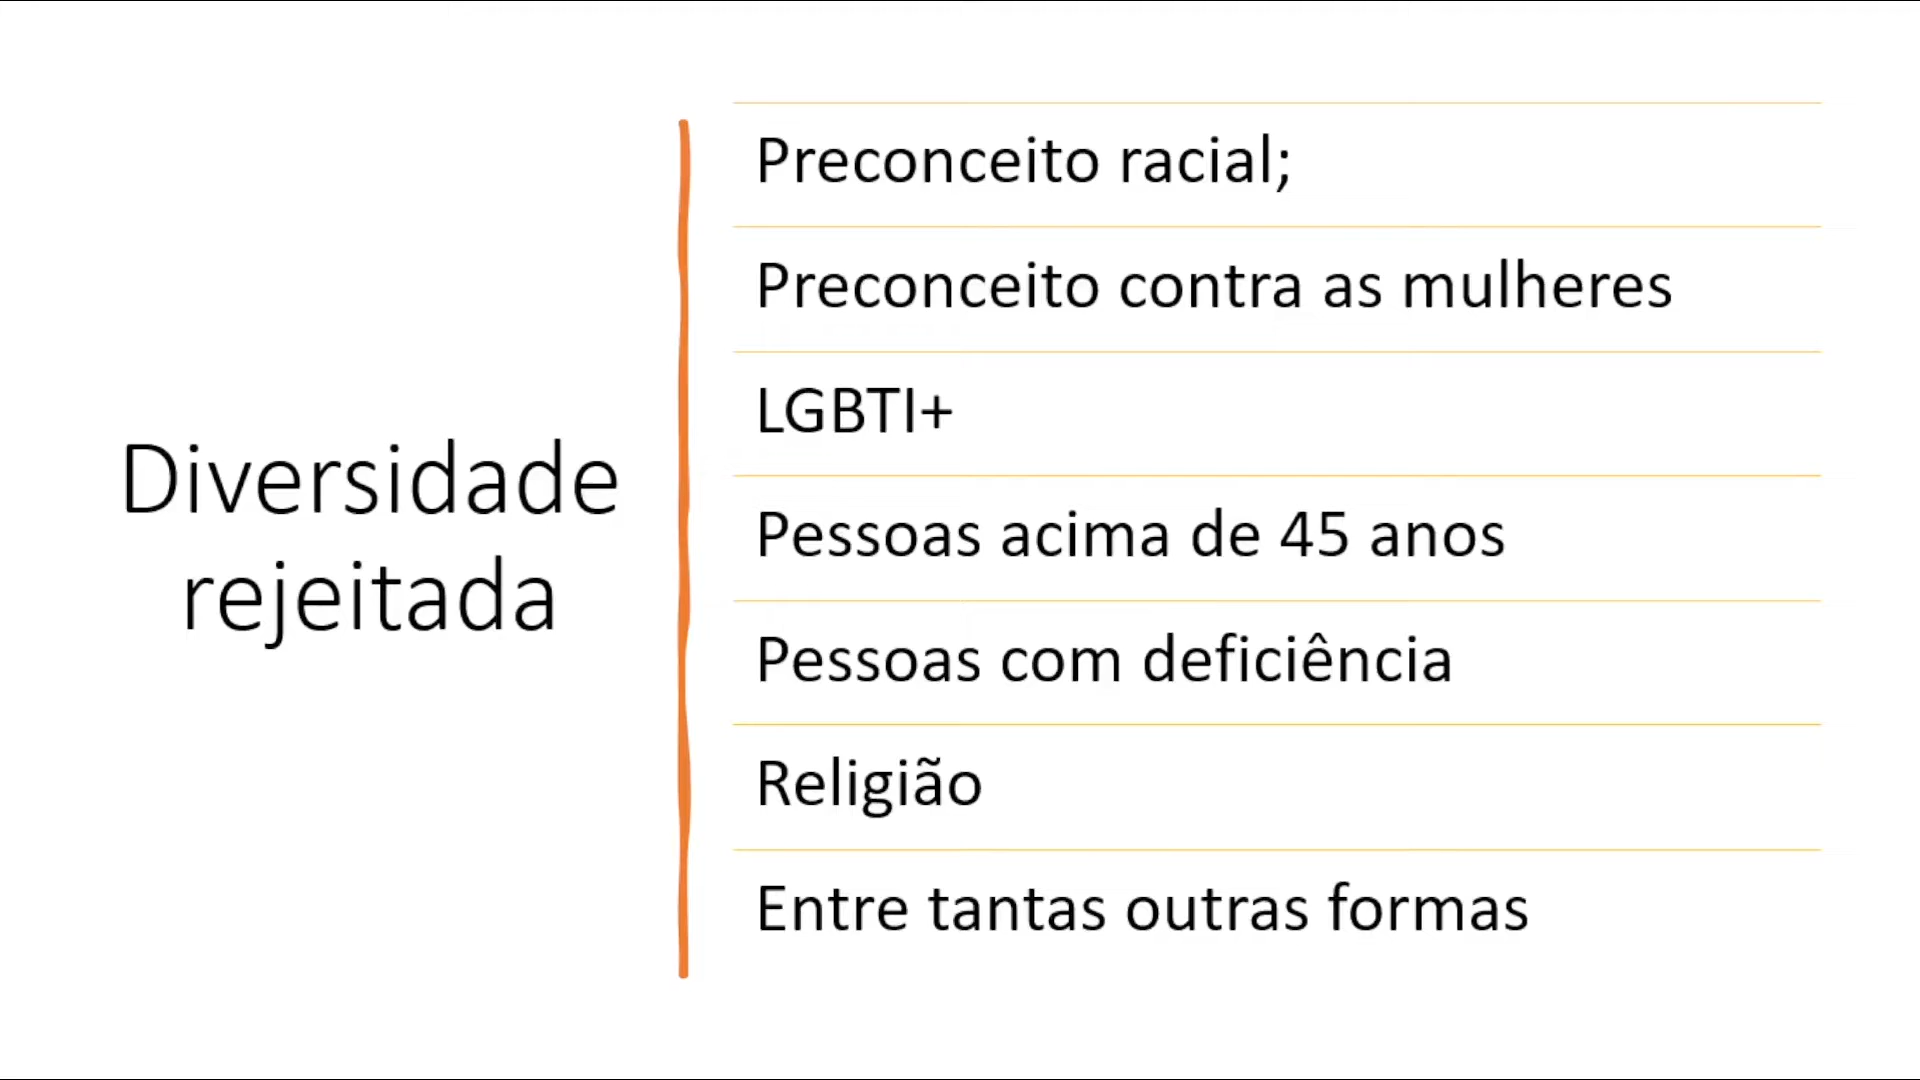 Diversidade
rejeitada
Preconceito racial;
Preconceito contra as mulheres
LGBTI+
Pessoas acima de 45 anos
Pessoas com deficiência
Religião
Entre tantas outras formas